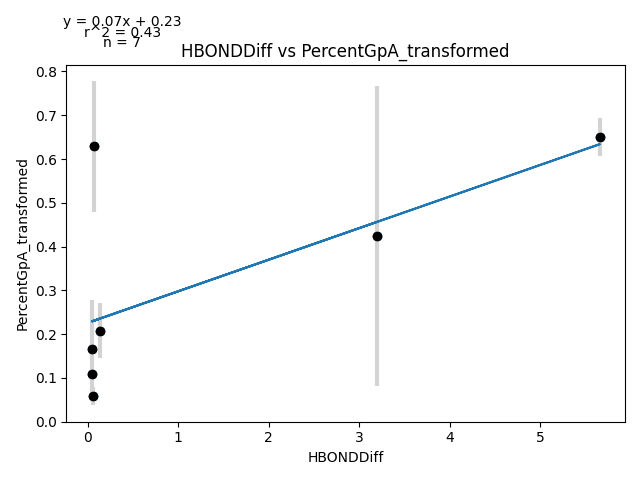 y = 0.07x + 0.23
r^2 = 0.43
n = 7
HBONDDiff vs PercentGpA_transformed
0.8
0.7
0.6
0.5
0.4
0.3
0.2
0.1
0.0
PercentGpA_transformed
0 1 2 3 4 5
HBONDDiff